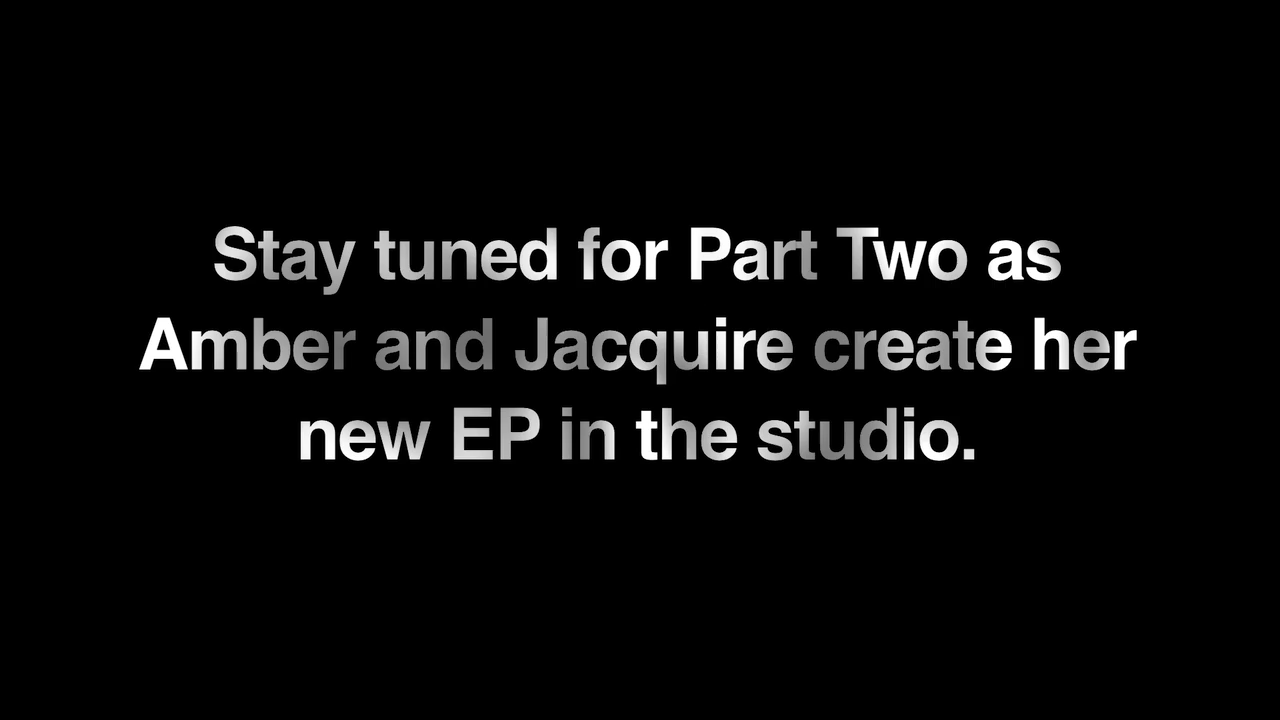 Stay tuned for Part Two as
Amber and Jacquire create her
new EP in the studio.